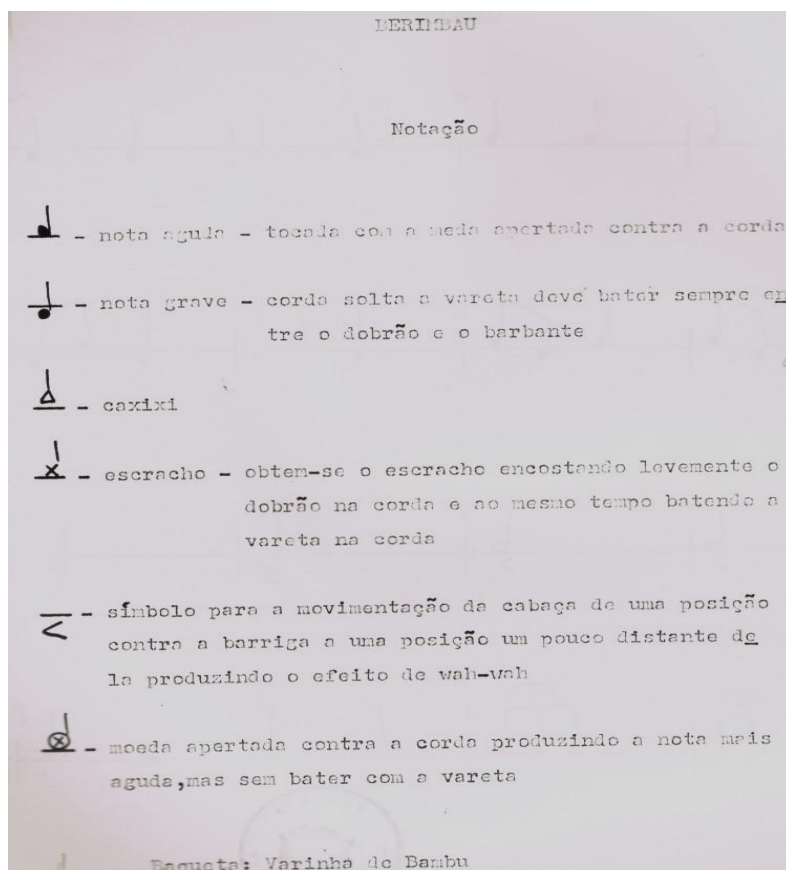 BERIMBAU
Notação
- nota aguda - tocada com a meda apertada contra a corda
- nota grave - corda solta a vareta deve bater sempre en
tre o dobrão e o barbante
- caxixi
- escracho - obtem-se o escracho encostando levemente o
dobrão na corda e ao mesmo tempo batendo a
vareta na corda
- símbolo para a movimentação da cabaça de uma posição
contra a barriga a uma posição um pouco distante de
la produzindo o efeito de wah-wah
- moeda apertada contra a corda produzindo a nota mais
aguda,mas sem bater com a vareta
Baqueta: Varinha de Bambu